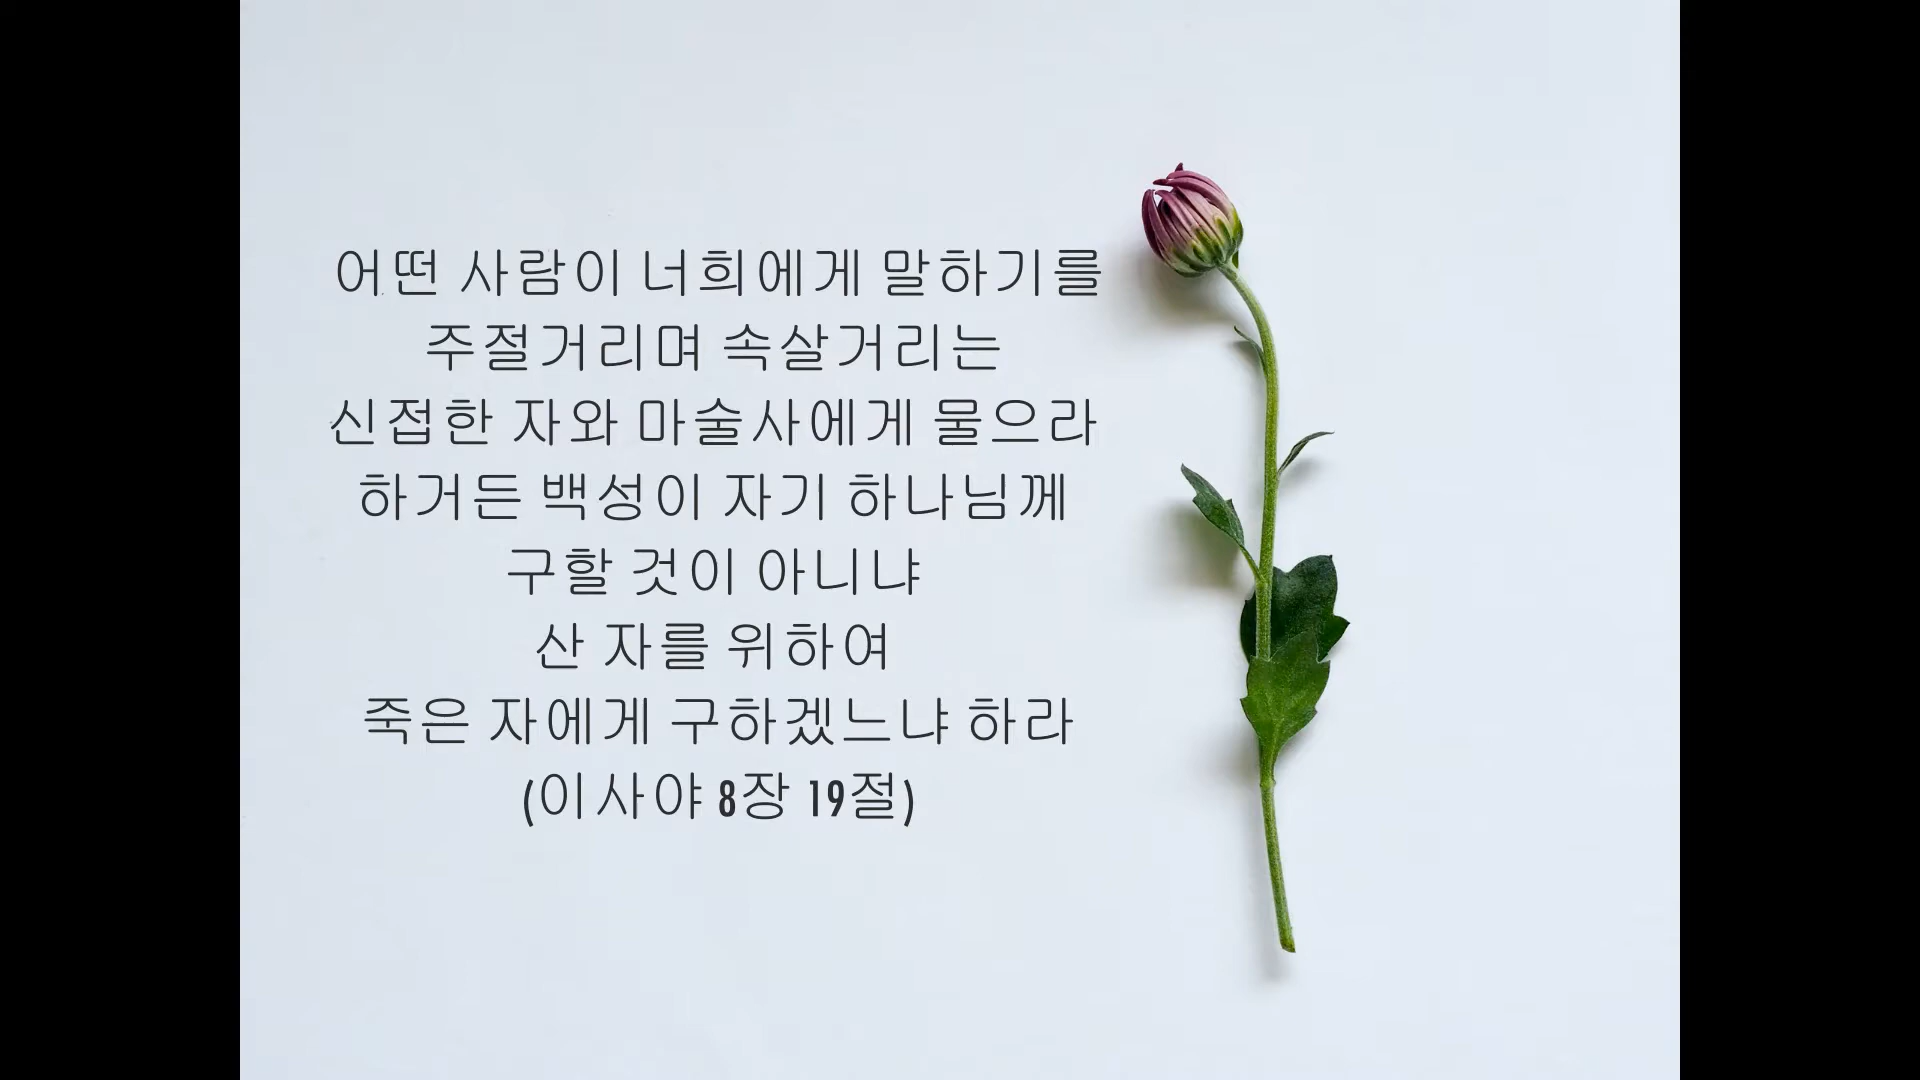 어떤 사람이 너희에게 말하기를
주절거리며 속살거리는
신접한 자와 마술사에게 물으라
하거든 백성이 자기 하나님께
구할 것이 아니냐
산 자를 위하여
죽은 자에게 구하겠느냐 하라
(이사야 8장 19절)